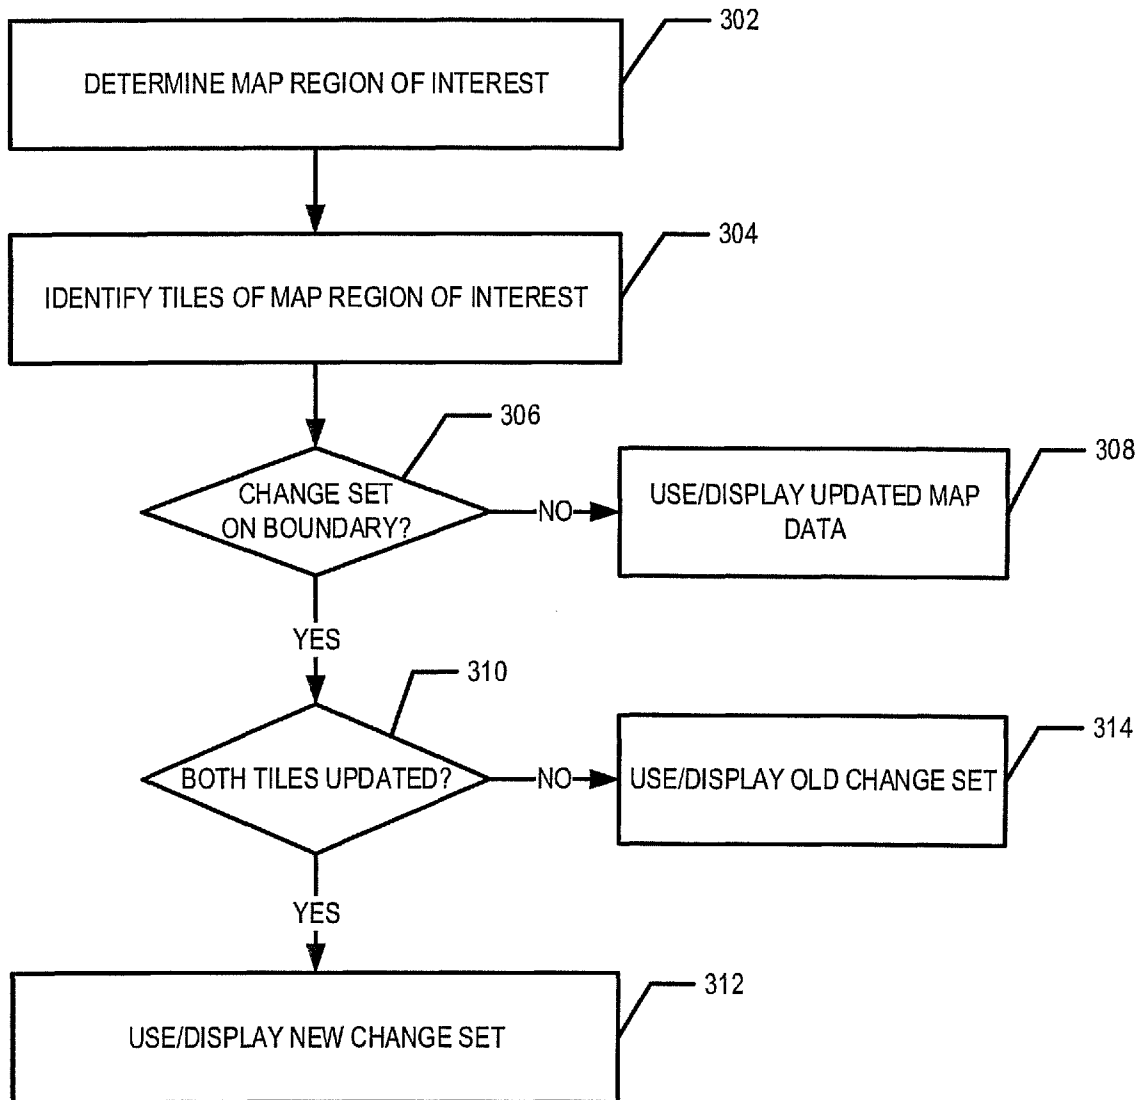 302
DETERMINE MAP REGION OF INTEREST
304
IDENTIFY TILES OF MAP REGION OF INTEREST
306
CHANGE SET
ON BOUNDARY?
NO
308
USE/DISPLAY UPDATED MAP
DATA
YES
310
BOTH TILES UPDATED?
NO
314
USE/DISPLAY OLD CHANGE SET
YES
312
USE/DISPLAY NEW CHANGE SET